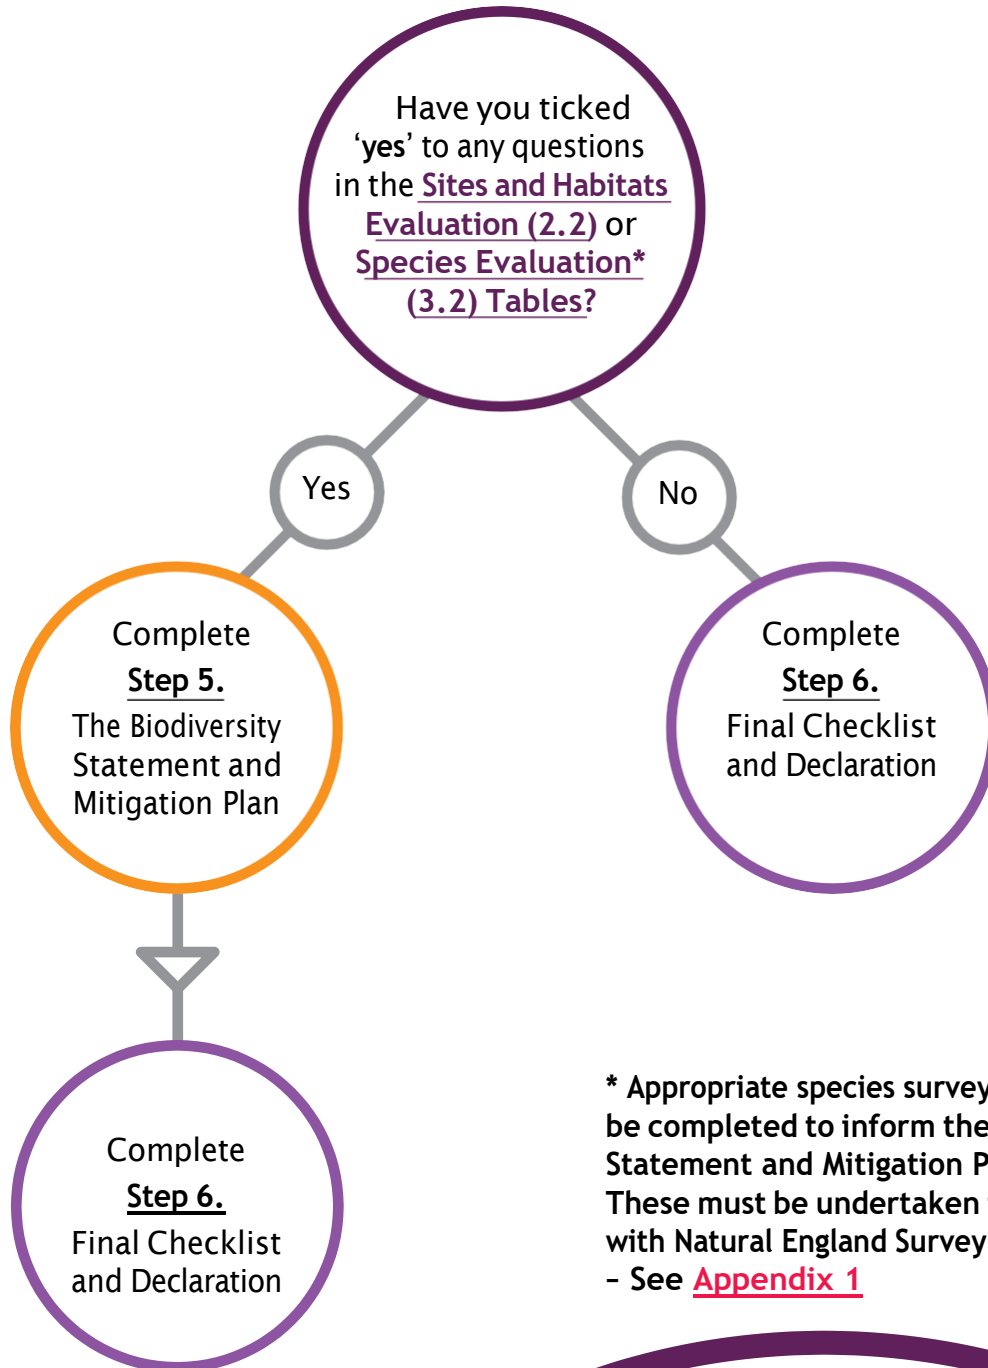 Have you ticked
‘yes’ to any questions
in the Sites and Habitats
Evaluation (2.2) or
Species Evaluation*
(3.2) Tables?
Yes
No
Complete
Step 5.
The Biodiversity
Statement and
Mitigation Plan
Complete
Step 6.
Final Checklist
and Declaration
Complete
Step 6.
Final Checklist
and Declaration
* Appropriate species survey
be completed to inform the
Statement and Mitigation P
These must be undertaken
with Natural England Survey
– See Appendix 1